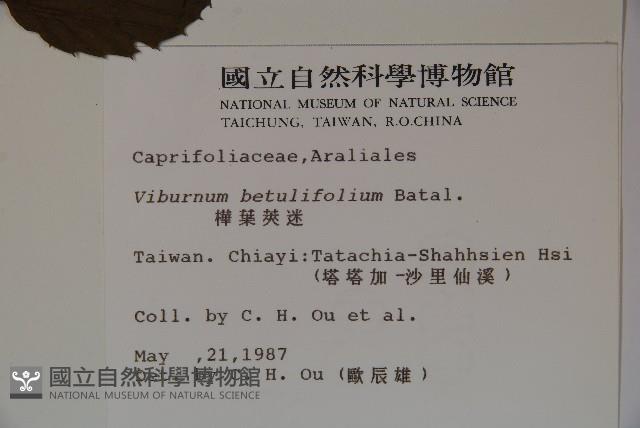 國立自然科學博物館
NATIONAL MUSEUM OF NATURAL SCIENCE
TAICHUNG, TAIWAN, R.O.CHINA
Caprifoliaceae,Araliales
Viburnum betulifolium Batal.
樺葉莢迷
Taiwan. Chiayi:Tatachia-Shahhsien Hsi
(塔塔加-沙里仙溪)
Coll. by C. H. Ou et al.
May ,21,1987
by C. H. Ou (歐辰雄)
國立自然科學博物館
NATIONAL MUSEUM OF NATURAL SCIENCE